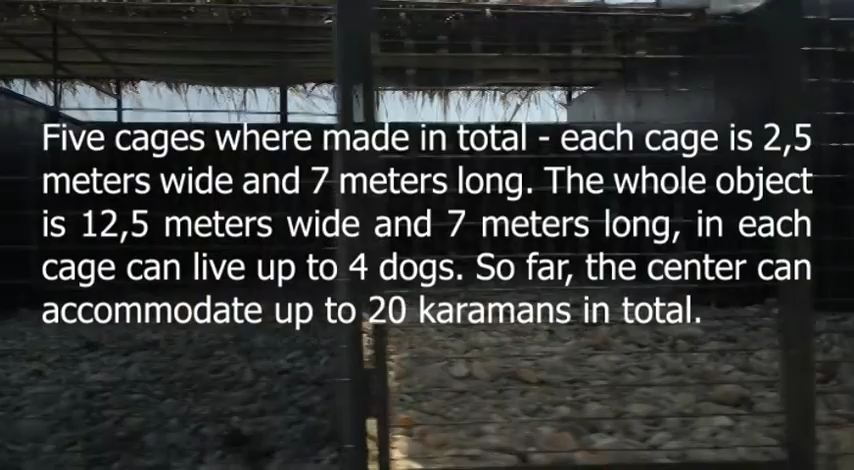 Five cages where made in total - each cage is 2,5
meters wide and 7 meters long. The whole object
is 12,5 meters wide and 7 meters long, in each
cage can live up to 4 dogs. So far, the center can
accommodate up to 20 karamans in total.